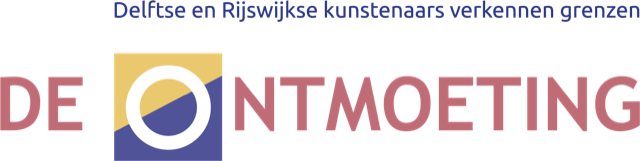 Delftse en Rijswijkse kunstenaars verkennen grenzen
DE ONTMOETING